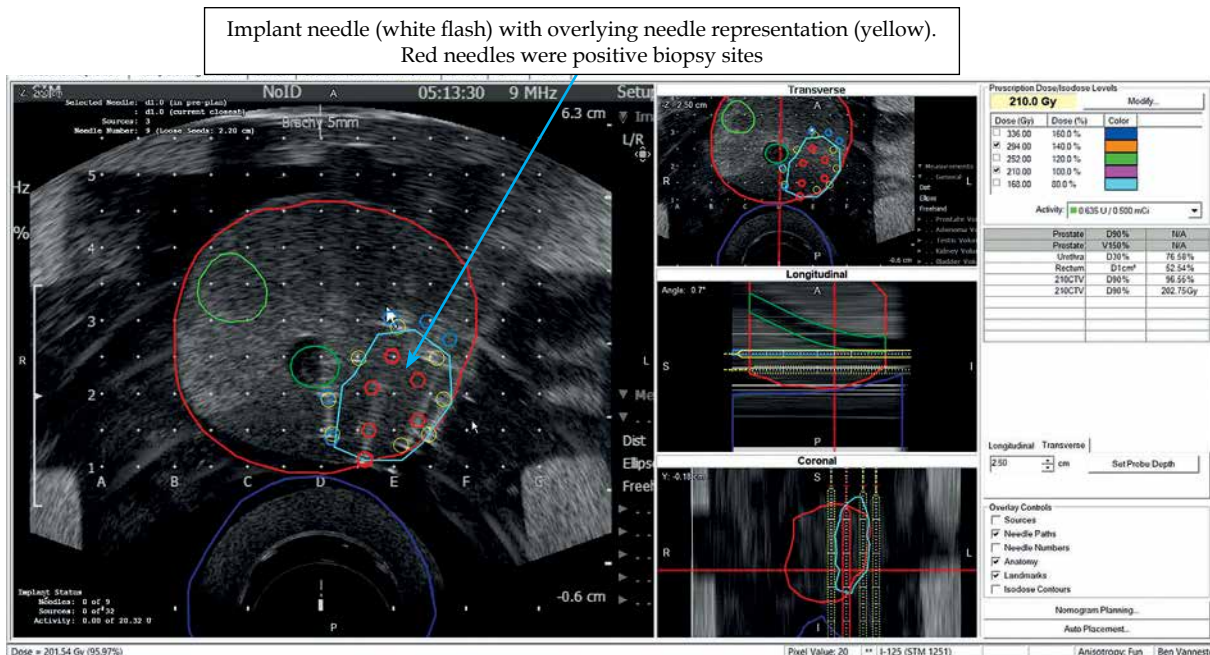 Implant needle (white flash) with overlying needle representation (yellow).
Red needles were positive biopsy sites
NoID
A
05:13:30
9 MHz
Setup
Selected Needle: d1.0 (in pre-plan)
: d1.0 (current closest)
Sources: 3
Needle Number: 9 (Loose Seeds: 2.20 cm)
Brachy 5mm
6.3 cm
L/R
Hz
%
5
4
3
2
1
R
L
A B C D E F G
Dist
P
-0.6 cm
Implant Status
Needles: 0 of 9
Sources: 0 of 32
Activity: 0.00 of 20.32 U
Transverse
Z: 2.50 cm
A
R
L
P
Measurements
General
Dist
Ellipse
Freehand
-0.6 cm
Longitudinal
Angle: 0.7°
A
S
I
P
Coronal
Y: -0.18 cm
S
R
L
I
Prescription Dose/Isodose Levels
210.0 Gy
Modify...
Dose (Gy) Dose (%) Color
336.00 160.0 %
294.00 140.0 %
252.00 120.0 %
210.00 100.0 %
168.00 80.0 %
Activity: 0.635 U / 0.500 mCi
Prostate D90% N/A
Prostate V150% N/A
Urethra D30% 76.58%
Rectum D1cm³ 52.54%
210CTV D90% 96.55%
210CTV D90% 202.75Gy
Longitudinal Transverse
2.50 cm
Set Probe Depth
Overlay Controls
Sources
Needle Paths
Needle Numbers
Anatomy
Landmarks
Isodose Contours
Nomogram Planning...
Auto Placement...
Dose = 201.54 Gy (95.97%)
Pixel Value: 20
** I-125 (STM 1251)
Anisotropy: Fun
Ben Vannest